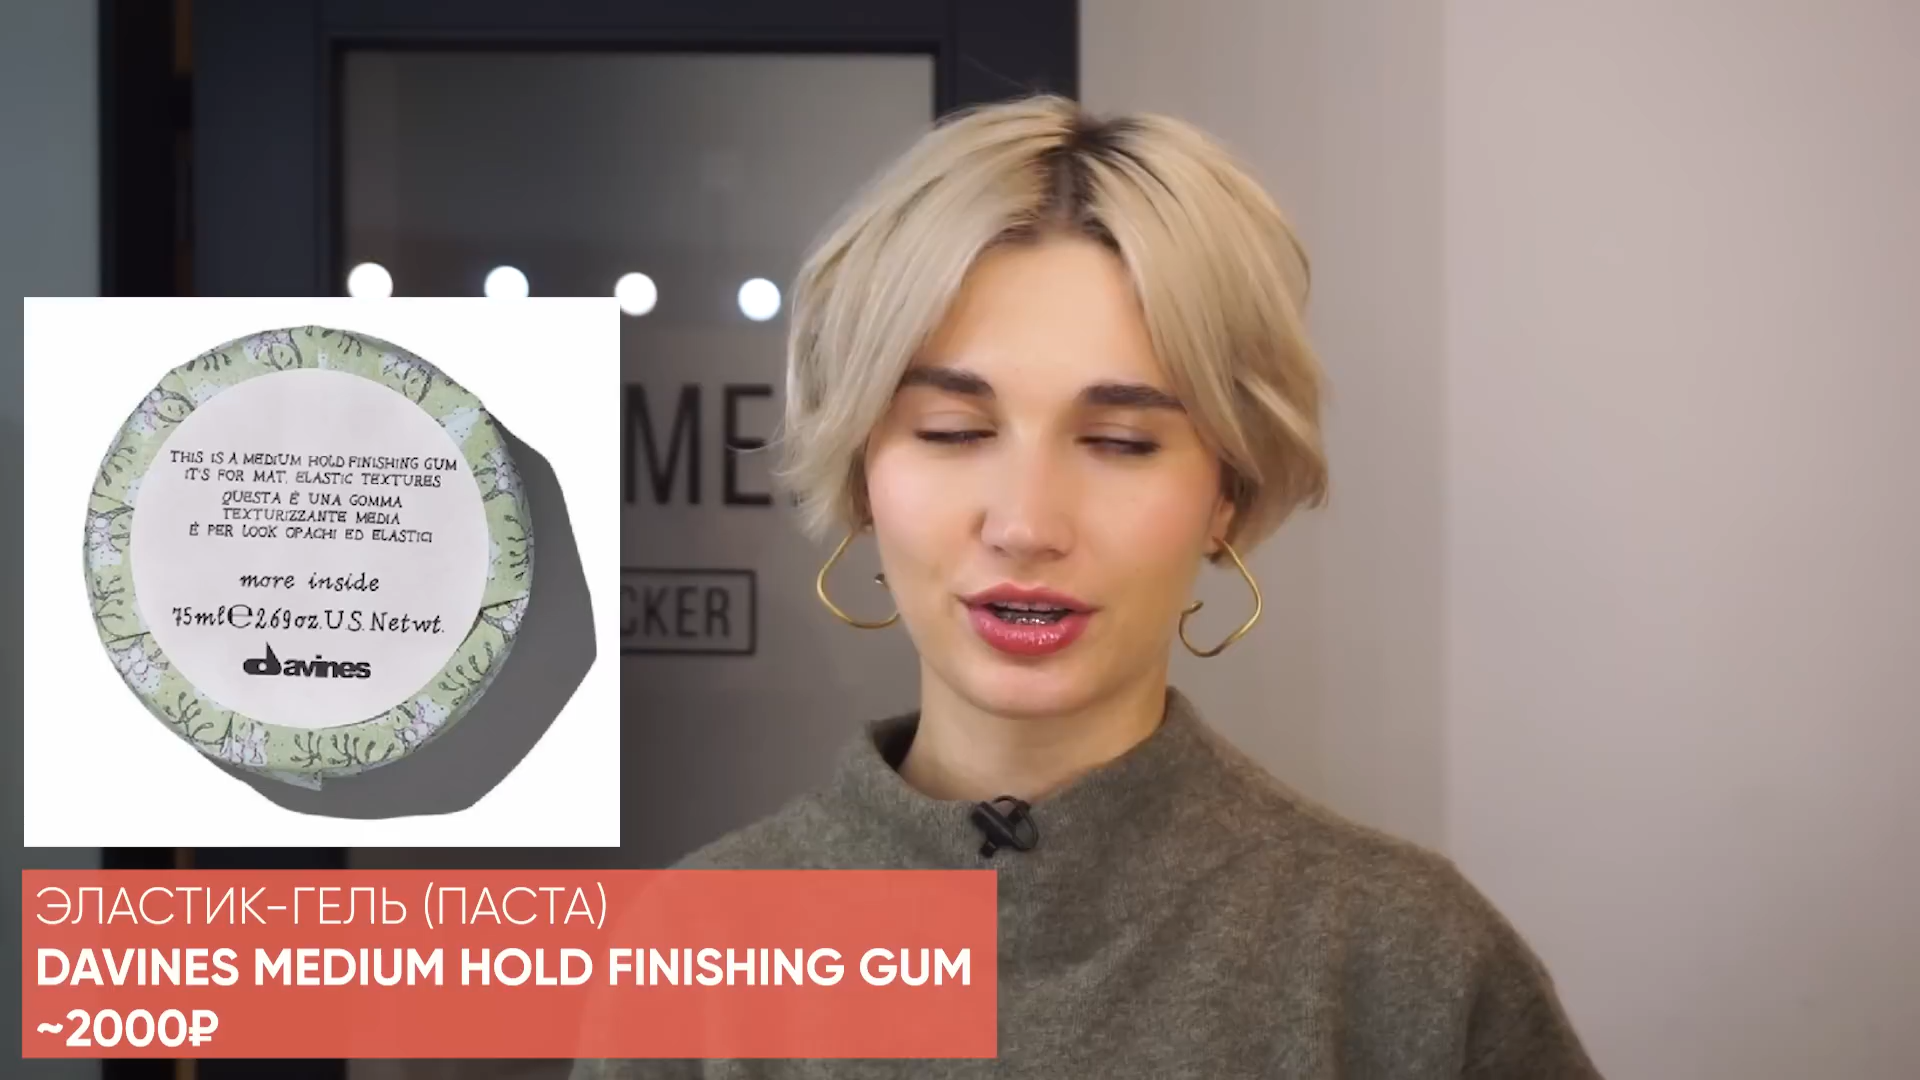 THIS IS A MEDIUM HOLD FINISHING GUM
IT'S FOR MAT, ELASTIC TEXTURES
QUESTA È UNA GOMMA
TEXTURIZZANTE MEDIA
È PER LOOK OPACHI ED ELASTICI
more inside
75ml℮2.69oz.U.S.Netwt.
davines
ЭЛАСТИК-ГЕЛЬ (ПАСТА)
DAVINES MEDIUM HOLD FINISHING GUM
~2000₽